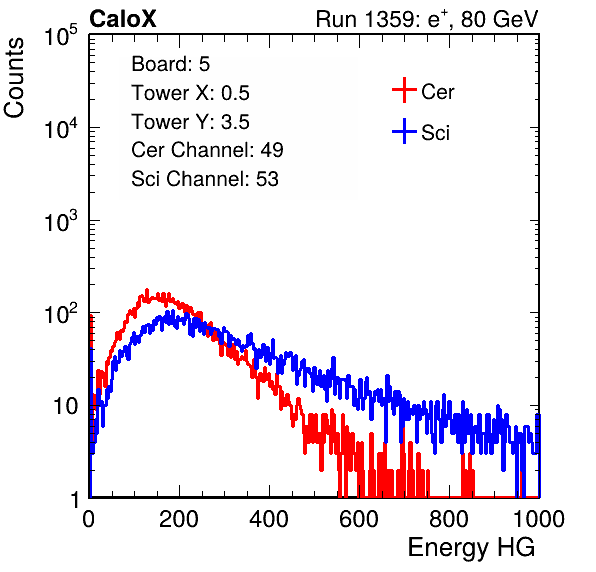 CaloX Run 1359: e⁺, 80 GeV
Counts
10⁵
10⁴
10³
10²
10
1
Board: 5
Tower X: 0.5
Tower Y: 3.5
Cer Channel: 49
Sci Channel: 53
Cer
Sci
0 200 400 600 800 1000
Energy HG